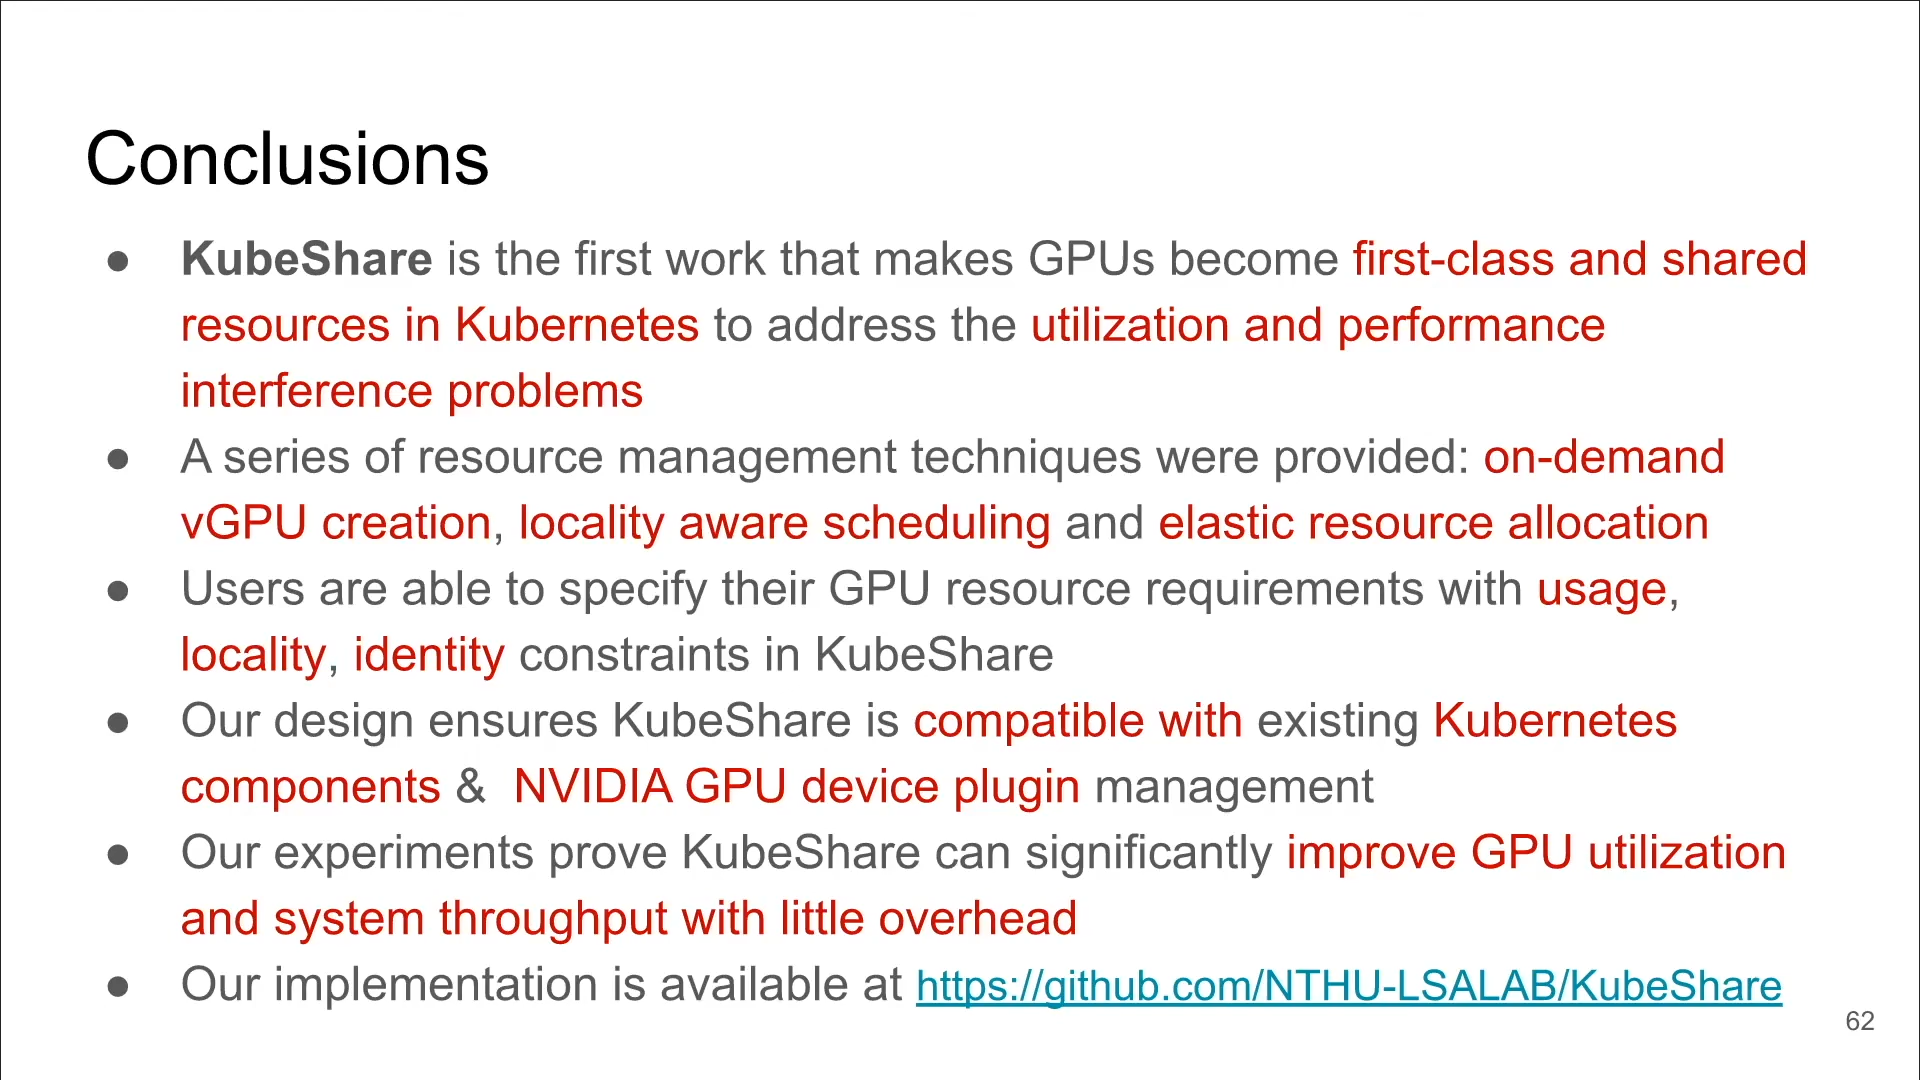 Conclusions
● KubeShare is the first work that makes GPUs become first-class and shared
resources in Kubernetes to address the utilization and performance
interference problems
● A series of resource management techniques were provided: on-demand
vGPU creation, locality aware scheduling and elastic resource allocation
● Users are able to specify their GPU resource requirements with usage,
locality, identity constraints in KubeShare
● Our design ensures KubeShare is compatible with existing Kubernetes
components &  NVIDIA GPU device plugin management
● Our experiments prove KubeShare can significantly improve GPU utilization
and system throughput with little overhead
● Our implementation is available at https://github.com/NTHU-LSALAB/KubeShare
62